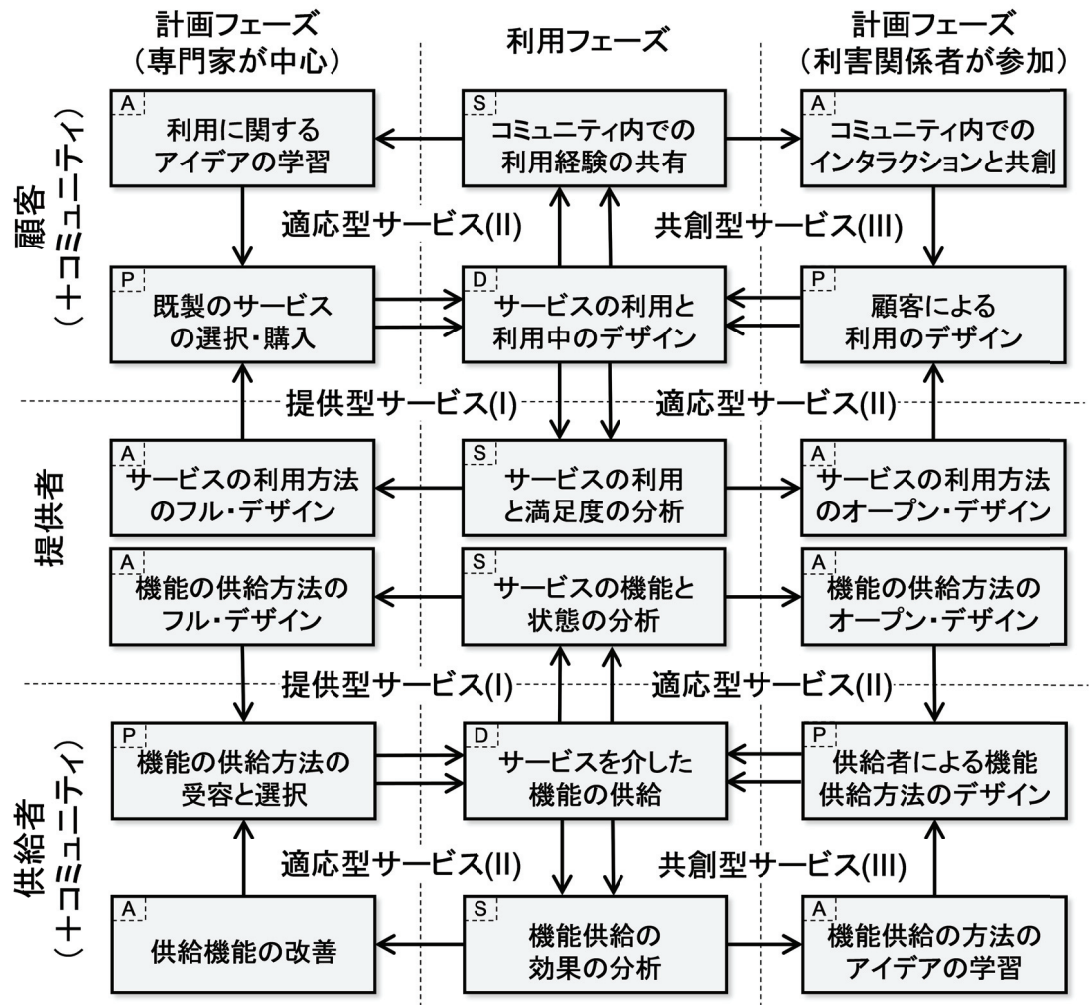 計画フェーズ
(専門家が中心)
利用フェーズ
計画フェーズ
(利害関係者が参加)
顧客
(+コミュニティ)
A
利用に関する
アイデアの学習
S
コミュニティ内での
利用経験の共有
A
コミュニティ内での
インタラクションと共創
適応型サービス(II)
共創型サービス(III)
P
既製のサービス
の選択・購入
D
サービスの利用と
利用中のデザイン
P
顧客による
利用のデザイン
提供型サービス(I)
適応型サービス(II)
提供者
A
サービスの利用方法
のフル・デザイン
S
サービスの利用
と満足度の分析
A
サービスの利用方法
のオープン・デザイン
A
機能の供給方法の
フル・デザイン
S
サービスの機能と
状態の分析
A
機能の供給方法の
オープン・デザイン
提供型サービス(I)
適応型サービス(II)
供給者
(+コミュニティ)
P
機能の供給方法の
受容と選択
D
サービスを介した
機能の供給
P
供給者による機能
供給方法のデザイン
適応型サービス(II)
共創型サービス(III)
A
供給機能の改善
S
機能供給の
効果の分析
A
機能供給の方法の
アイデアの学習